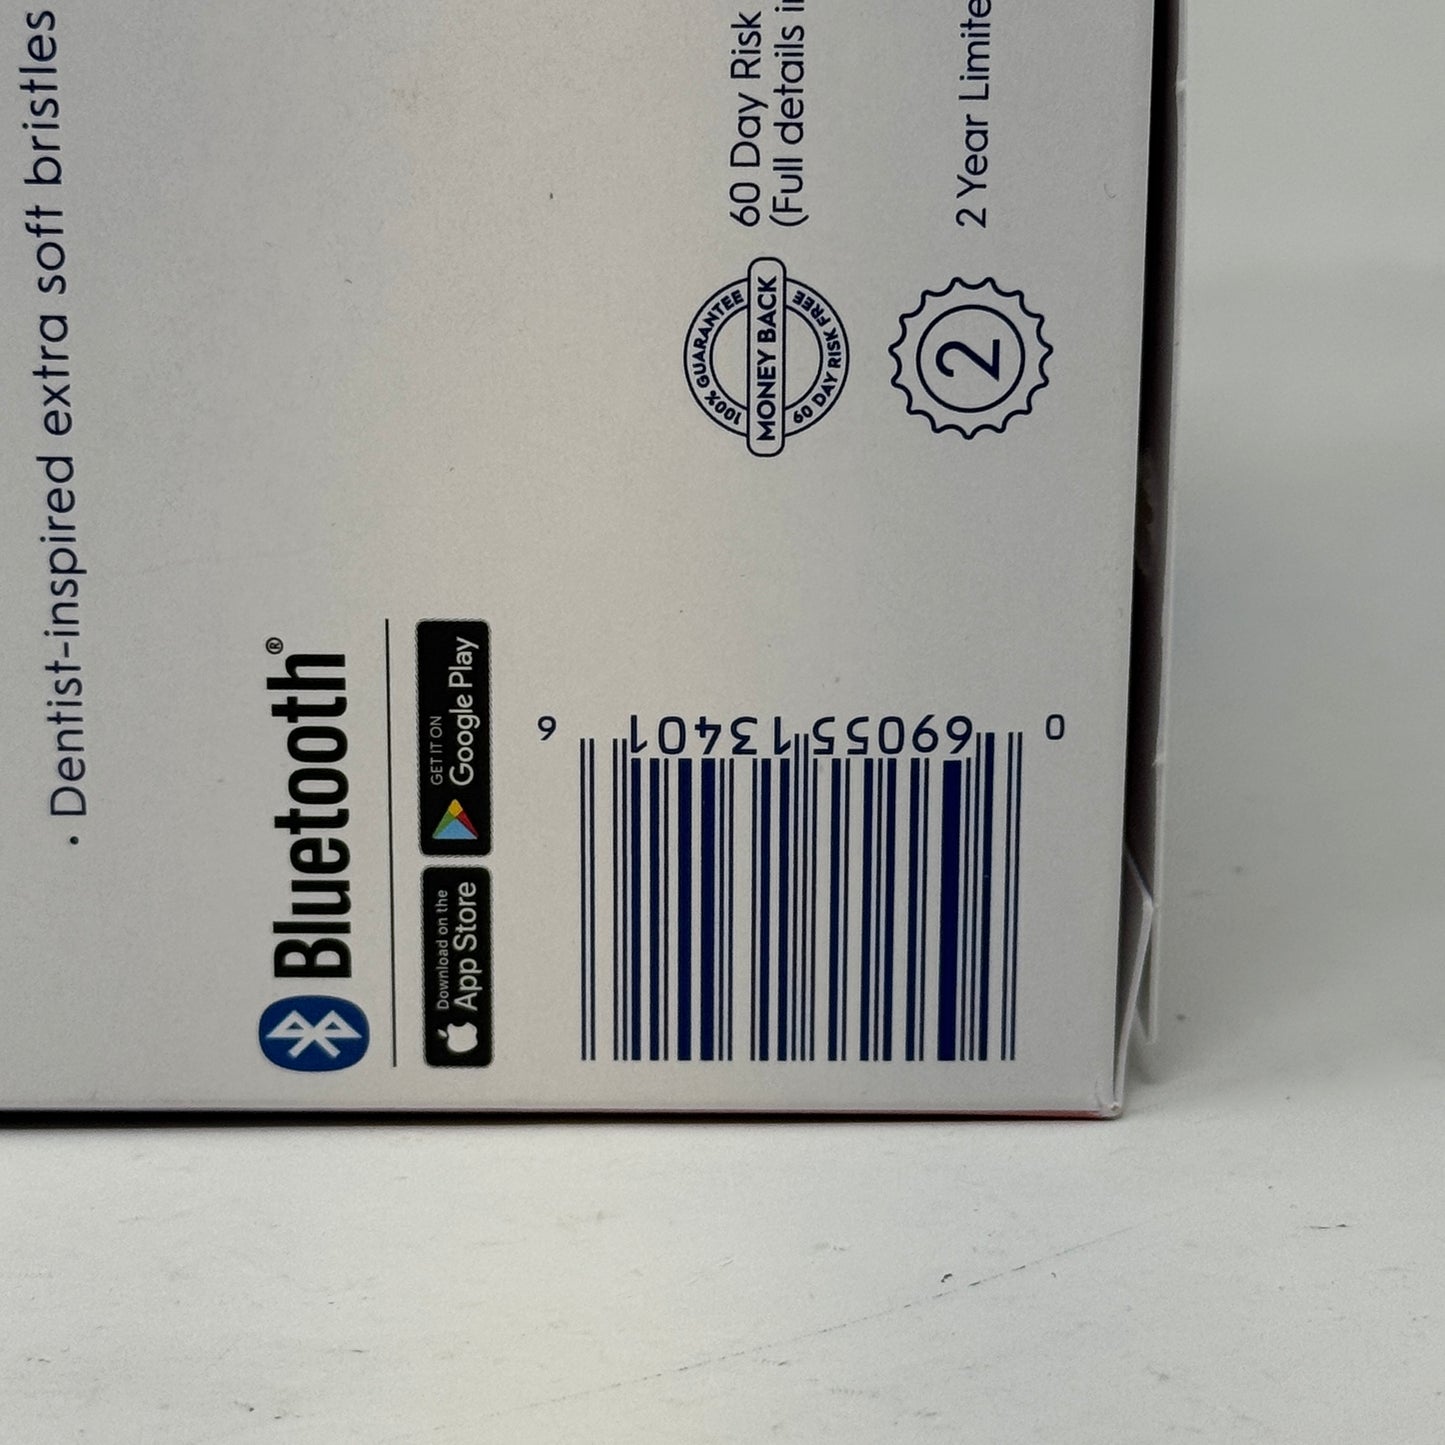 · Dentist-inspired extra soft bristles
Bluetooth®
Download on the
App Store
GET IT ON
Google Play
0 69055 13401 9
100% GUARANTEE
MONEY BACK
60 DAY RISK FREE
60 Day Risk
(Full details
2
2 Year Limite